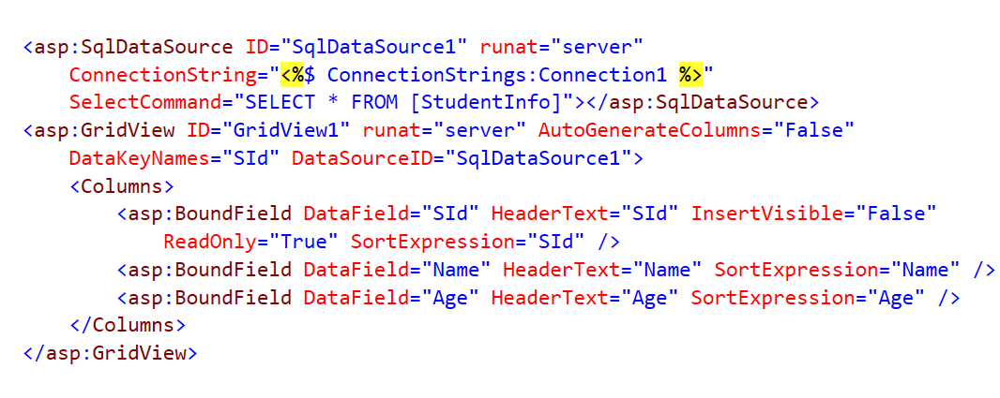 <asp:SqlDataSource ID="SqlDataSource1" runat="server"
ConnectionString="<%$ ConnectionStrings:Connection1 %>"
SelectCommand="SELECT * FROM [StudentInfo]"></asp:SqlDataSource>
<asp:GridView ID="GridView1" runat="server" AutoGenerateColumns="False"
DataKeyNames="SId" DataSourceID="SqlDataSource1">
<Columns>
<asp:BoundField DataField="SId" HeaderText="SId" InsertVisible="False"
ReadOnly="True" SortExpression="SId" />
<asp:BoundField DataField="Name" HeaderText="Name" SortExpression="Name" />
<asp:BoundField DataField="Age" HeaderText="Age" SortExpression="Age" />
</Columns>
</asp:GridView>